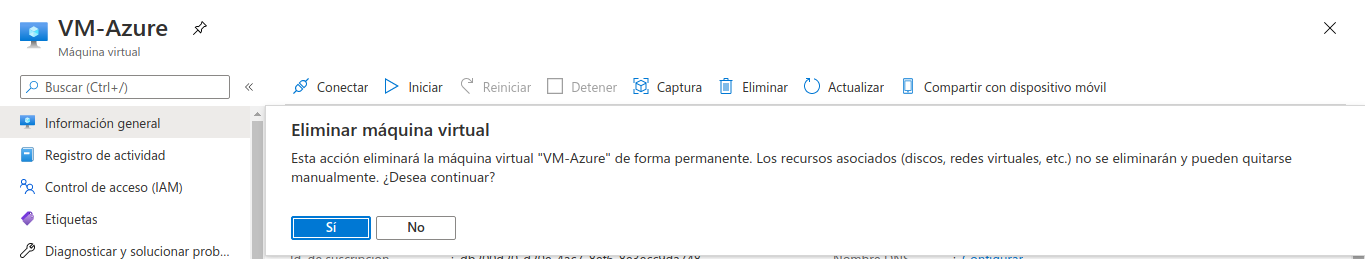 VM-Azure
Máquina virtual
Buscar (Ctrl+/)
Conectar Iniciar Reiniciar Detener Captura Eliminar Actualizar Compartir con dispositivo móvil
Información general
Registro de actividad
Control de acceso (IAM)
Etiquetas
Diagnosticar y solucionar prob...
Eliminar máquina virtual
Esta acción eliminará la máquina virtual "VM-Azure" de forma permanente. Los recursos asociados (discos, redes virtuales, etc.) no se eliminarán y pueden quitarse
manualmente. ¿Desea continuar?
Sí No